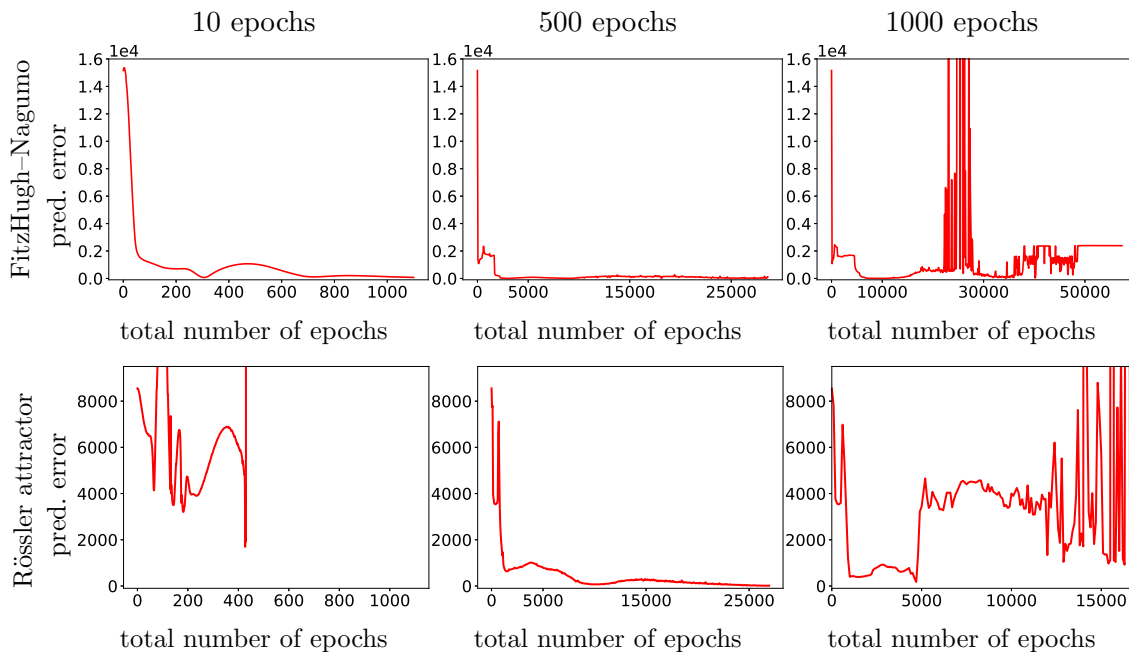 10 epochs 500 epochs 1000 epochs
1e4 1e4 1e4
1.6 1.6 1.6
1.4 1.4 1.4
1.2 1.2 1.2
1.0 1.0 1.0
0.8 0.8 0.8
0.6 0.6 0.6
0.4 0.4 0.4
0.2 0.2 0.2
0.0 0.0 0.0
FitzHugh–Nagumo
pred. error
0 200 400 600 800 1000 0 5000 15000 25000 0 10000 30000 50000
total number of epochs total number of epochs total number of epochs
8000 8000 8000
6000 6000 6000
4000 4000 4000
2000 2000 2000
0 0 0
Rössler attractor
pred. error
0 200 400 600 800 1000 0 5000 15000 25000 0 5000 10000 15000
total number of epochs total number of epochs total number of epochs